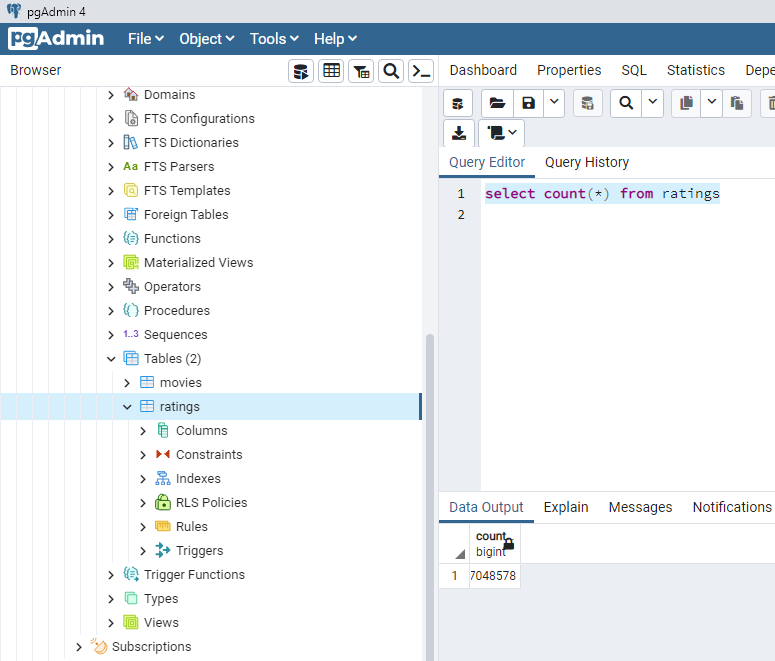 pgAdmin 4
pgAdmin File Object Tools Help
Browser
Dashboard Properties SQL Statistics Depe
Domains
FTS Configurations
FTS Dictionaries
Aa FTS Parsers
FTS Templates
Foreign Tables
Functions
Materialized Views
Operators
Procedures
1..3 Sequences
Tables (2)
movies
ratings
Columns
Constraints
Indexes
RLS Policies
Rules
Triggers
Trigger Functions
Types
Views
Subscriptions
Query Editor Query History
1 select count(*) from ratings
2
Data Output Explain Messages Notifications
count
bigint
1 7048578